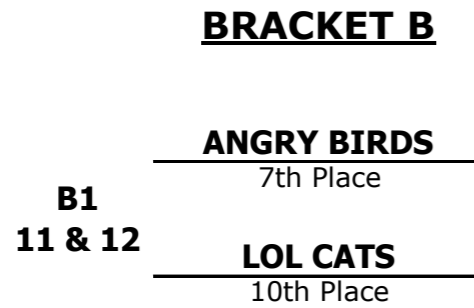 BRACKET B
ANGRY BIRDS
7th Place
B1
11 & 12
LOL CATS
10th Place